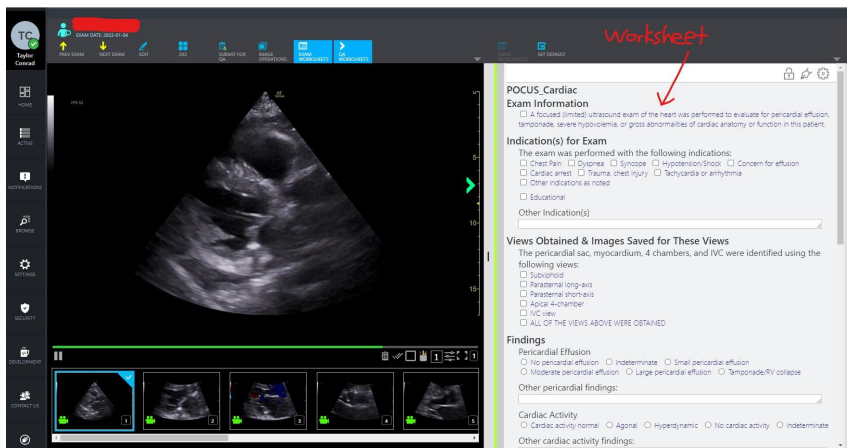 TC
Taylor
Conrad
HOME
ACTIVE
NOTIFICATIONS
BROWSE
SETTINGS
SECURITY
DEVELOPMENT
CONTACT US
EXAM DATE: 2022-01-04
PREV EXAM
NEXT EXAM
EDIT
2X2
SUBMIT FOR QA
IMAGE OPERATIONS
EXAM WORKSHEETS
QA WORKSHEETS
EXAM WORKSHEETS
SET DEFAULT
Worksheet
FPS 52
5
10
15
1
1
1
2
3
4
5
POCUS_Cardiac
Exam Information
A focused (limited) ultrasound exam of the heart was performed to evaluate for pericardial effusion,
tamponade, severe hypovolemia, or gross abnormalities of cardiac anatomy or function in this patient.
Indication(s) for Exam
The exam was performed with the following indications:
Chest Pain Dyspnea Syncope Hypotension/Shock Concern for effusion
Cardiac arrest Trauma, chest injury Tachycardia or arrhythmia
Other indications as noted
Educational
Other Indication(s)
Views Obtained & Images Saved for These Views
The pericardial sac, myocardium, 4 chambers, and IVC were identified using the
following views:
Subxiphoid
Parasternal long-axis
Parasternal short-axis
Apical 4-chamber
IVC view
ALL OF THE VIEWS ABOVE WERE OBTAINED
Findings
Pericardial Effusion
No pericardial effusion Indeterminate Small pericardial effusion
Moderate pericardial effusion Large pericardial effusion Tamponade/RV collapse
Other pericardial findings:
Cardiac Activity
Cardiac activity normal Agonal Hyperdynamic No cardiac activity Indeterminate
Other cardiac activity findings: